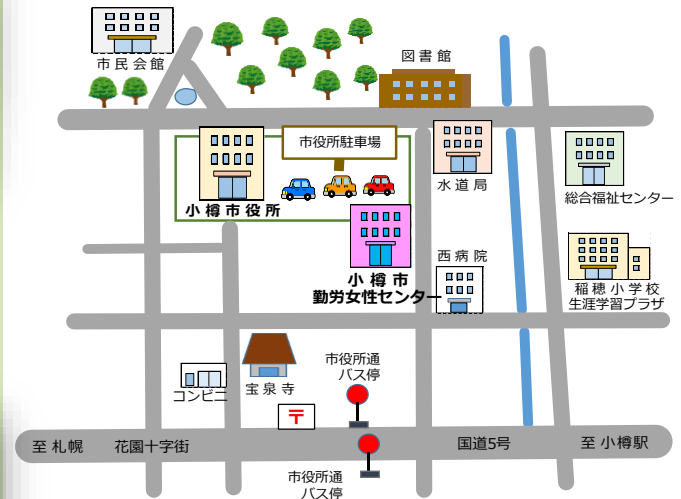 市民会館
図書館
市役所駐車場
水道局
総合福祉センター
小樽市役所
西病院
小樽市
勤労女性センター
稲穂小学校
生涯学習プラザ
市役所通
バス停
コンビニ
宝泉寺
〒
至 札幌
花園十字街
国道5号
至 小樽駅
市役所通
バス停